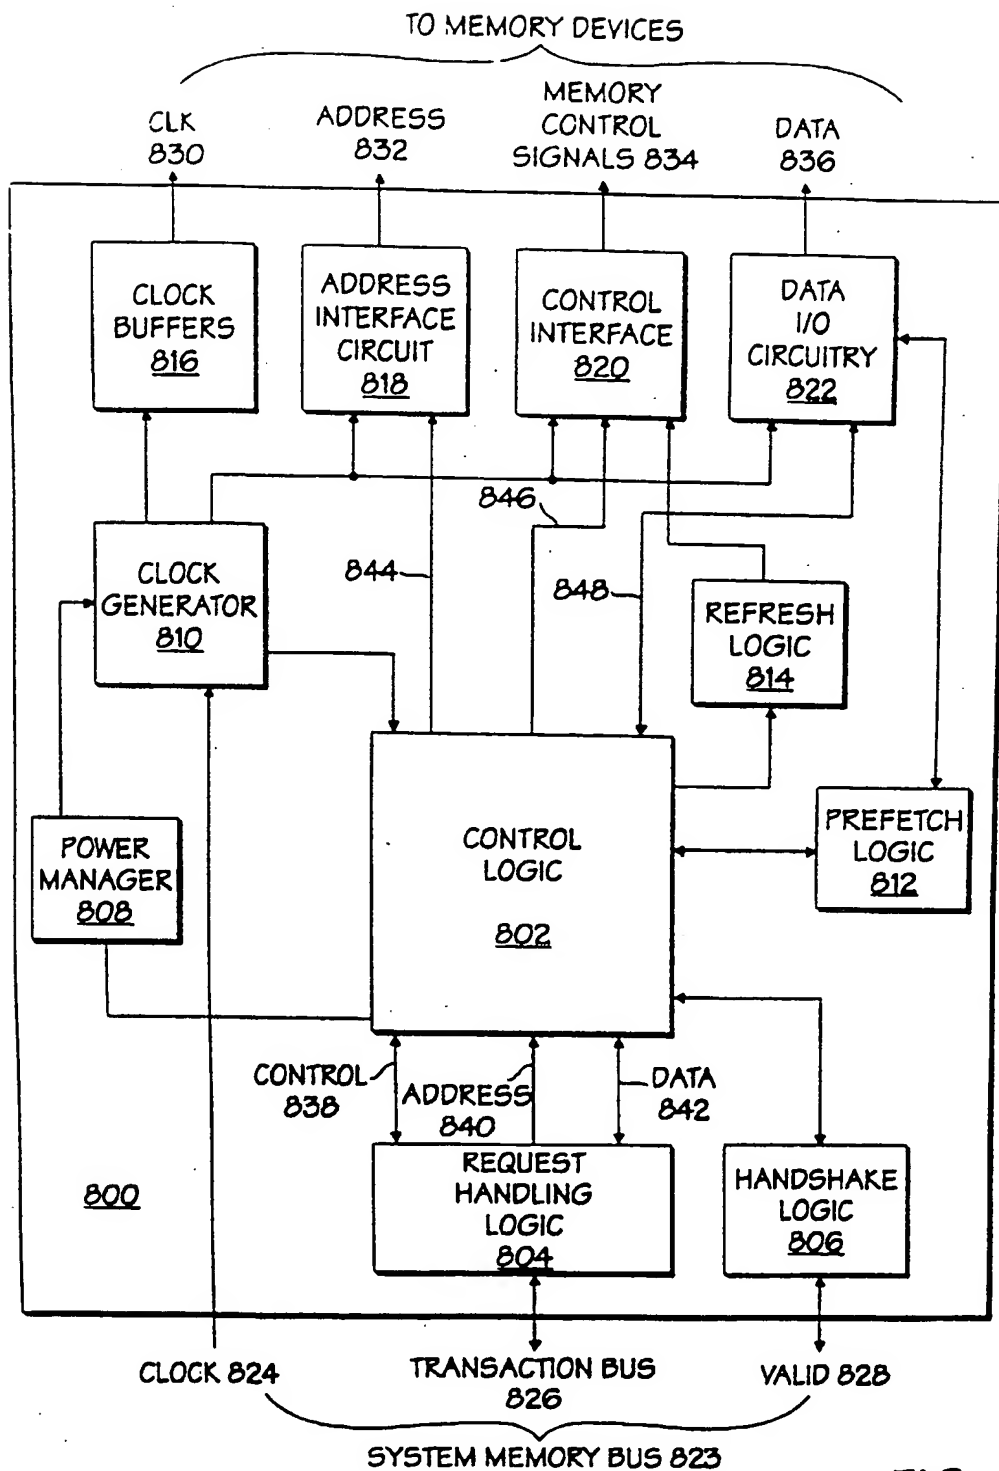 TO MEMORY DEVICES
CLK
830
ADDRESS
832
MEMORY
CONTROL
SIGNALS 834
DATA
836
CLOCK
BUFFERS
816
ADDRESS
INTERFACE
CIRCUIT
818
CONTROL
INTERFACE
820
DATA
I/O
CIRCUITRY
822
846
844
848
CLOCK
GENERATOR
810
REFRESH
LOGIC
814
POWER
MANAGER
808
CONTROL
LOGIC
802
PREFETCH
LOGIC
812
CONTROL
838
ADDRESS
840
DATA
842
800
REQUEST
HANDLING
LOGIC
804
HANDSHAKE
LOGIC
806
CLOCK 824
TRANSACTION BUS
826
VALID 828
SYSTEM MEMORY BUS 823